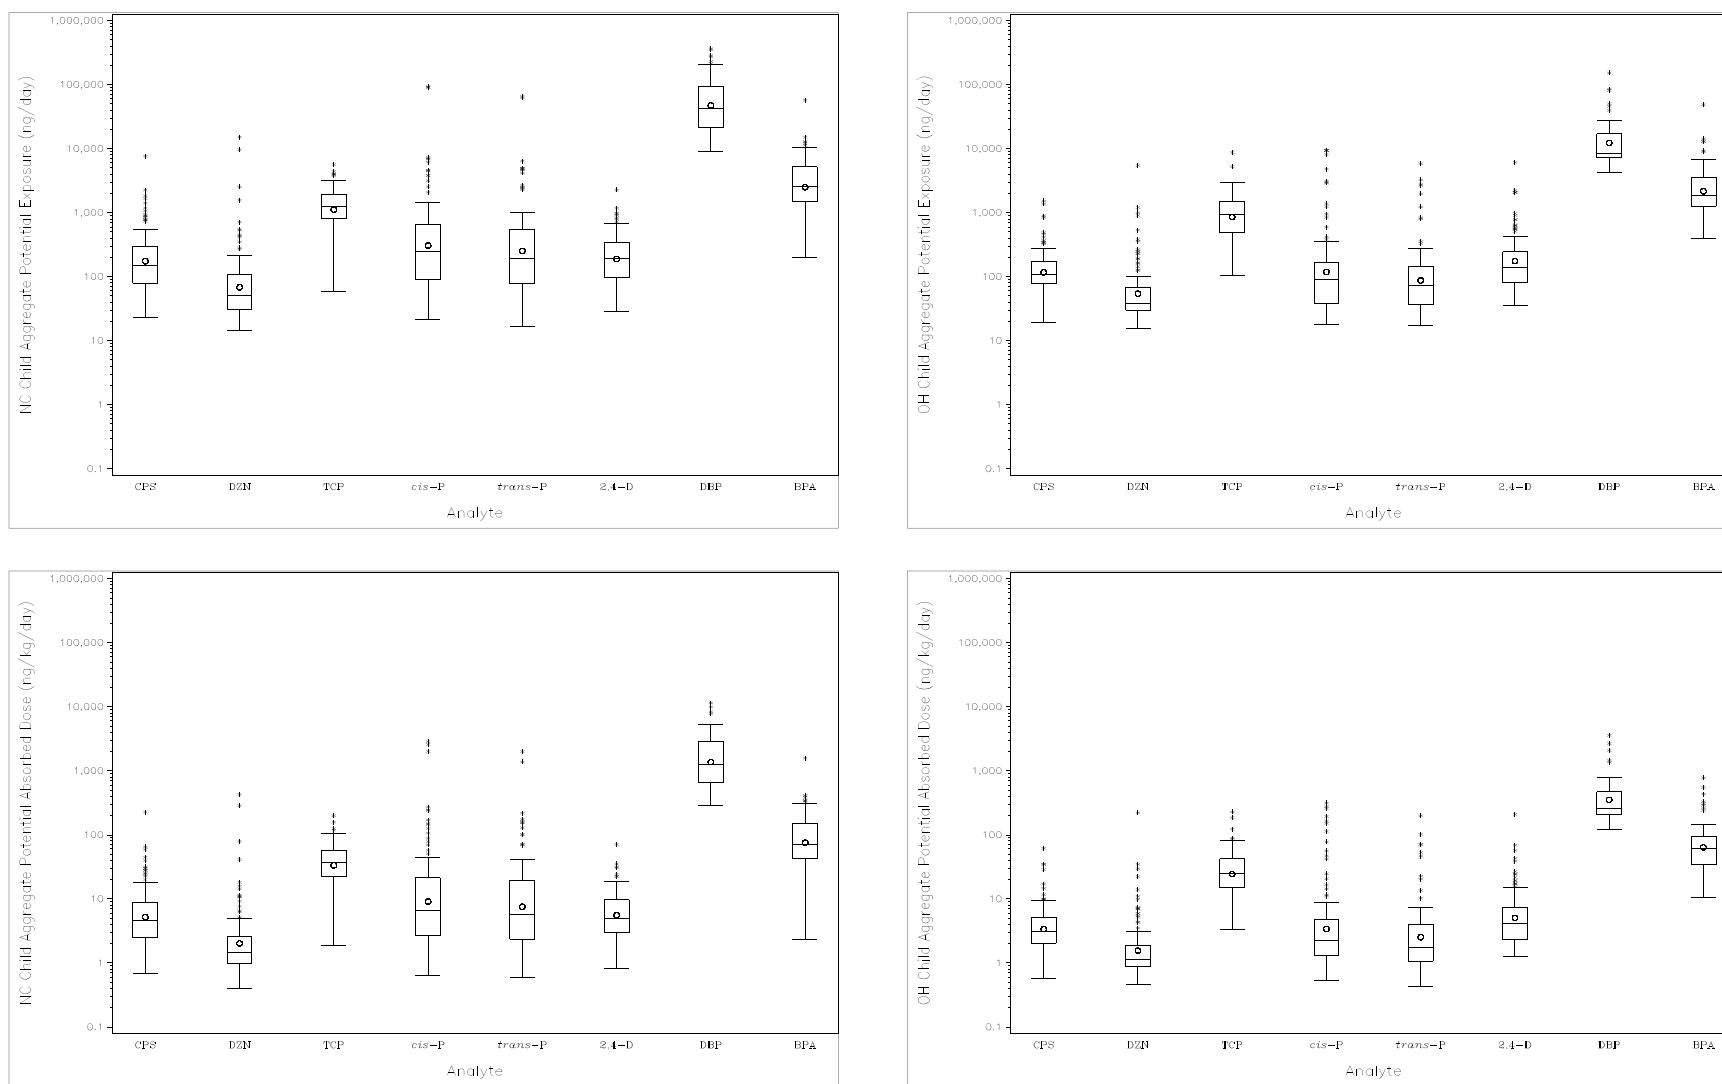 NC Child Aggregate Potential Exposure (ng/day)
1,000,000
100,000
10,000
1,000
100
10
1
0.1
CPS DZN TCP cis-P trans-P 2,4-D DBP BPA
Analyte
OH Child Aggregate Potential Exposure (ng/day)
1,000,000
100,000
10,000
1,000
100
10
1
0.1
CPS DZN TCP cis-P trans-P 2,4-D DBP BPA
Analyte
NC Child Aggregate Potential Absorbed Dose (ng/kg/day)
1,000,000
100,000
10,000
1,000
100
10
1
0.1
CPS DZN TCP cis-P trans-P 2,4-D DBP BPA
Analyte
OH Child Aggregate Potential Absorbed Dose (ng/kg/day)
1,000,000
100,000
10,000
1,000
100
10
1
0.1
CPS DZN TCP cis-P trans-P 2,4-D DBP BPA
Analyte